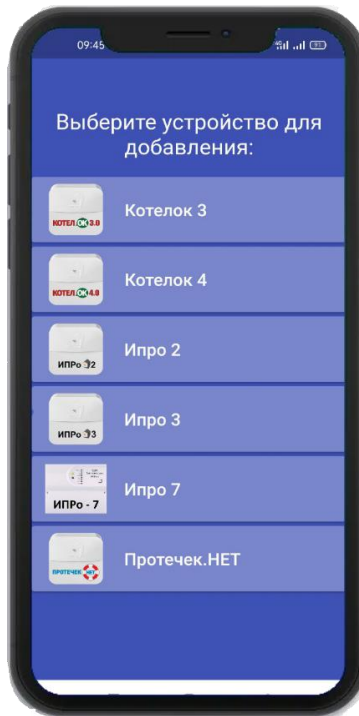 09:45
Выберите устройство для
добавления:
КОТЕЛ.ОК 3.0
Котелок 3
КОТЕЛ.ОК 4.0
Котелок 4
ИПРо 2
Ипро 2
ИПРо 3
Ипро 3
ИПРо - 7
Ипро 7
ПРОТЕЧЕК НЕТ
Протечек.НЕТ